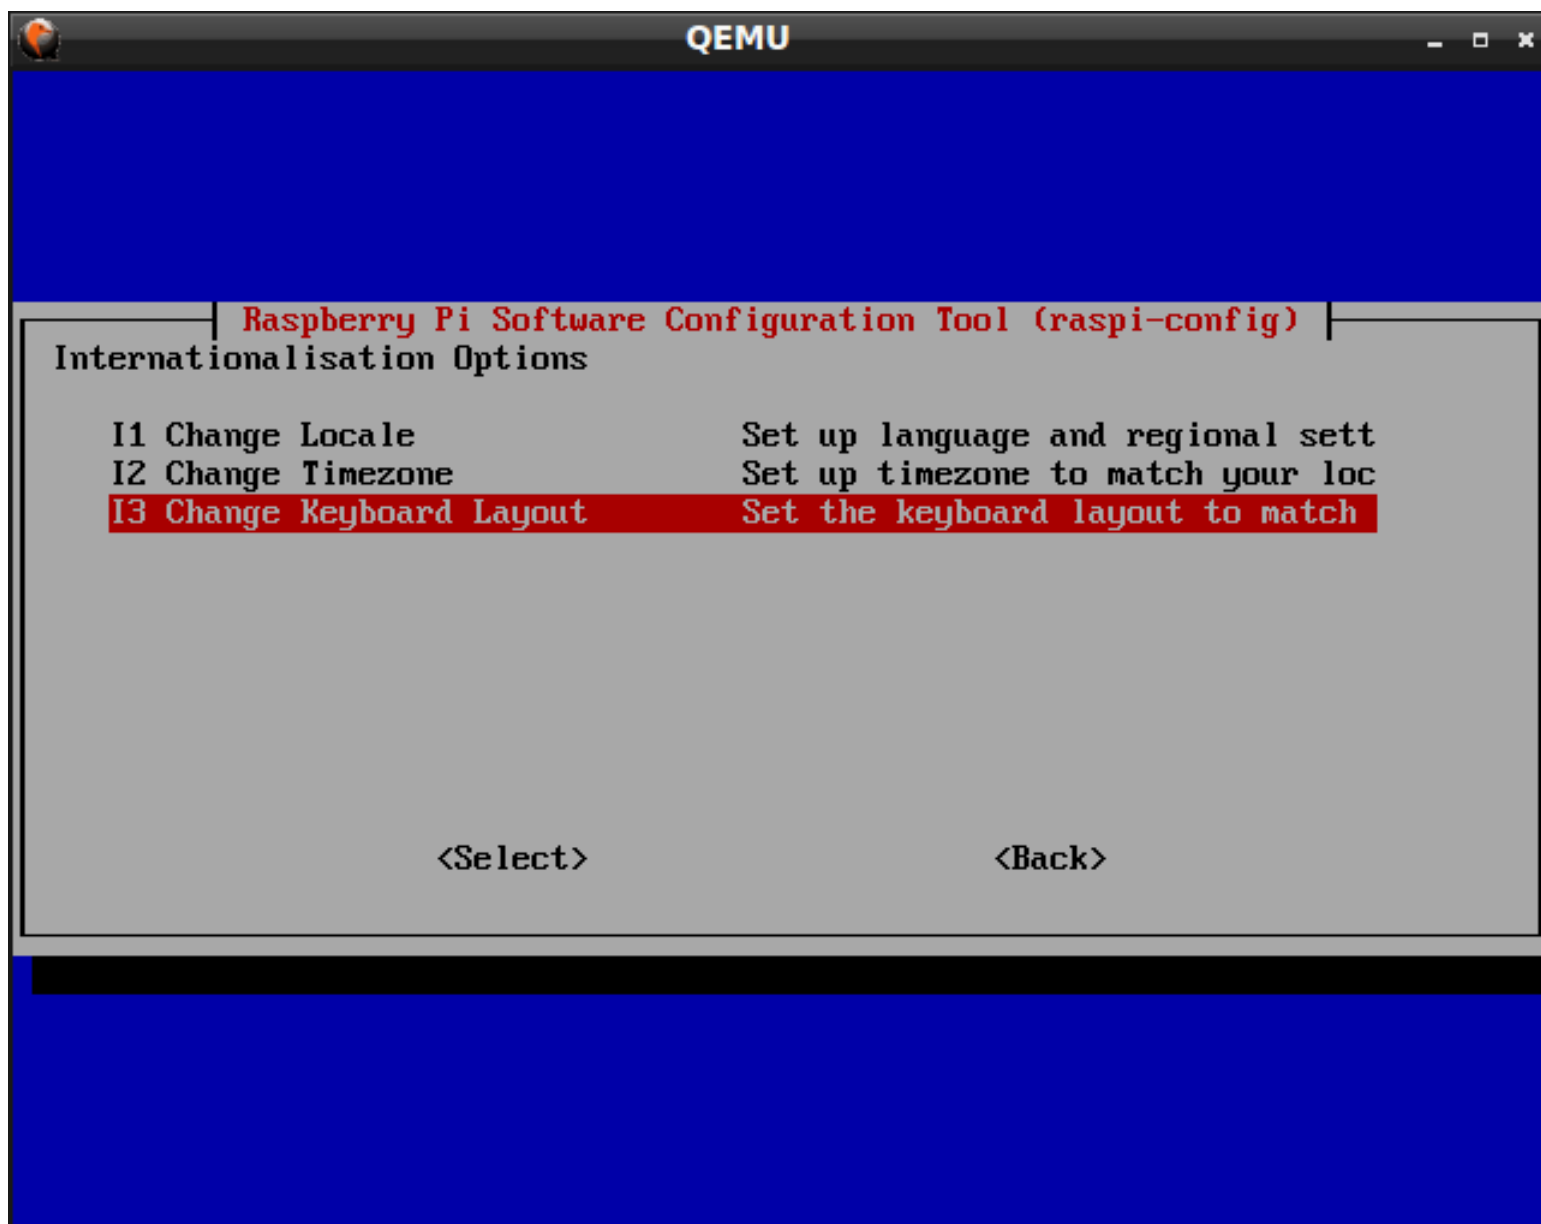 QEMU
Raspberry Pi Software Configuration Tool (raspi-config)
Internationalisation Options
I1 Change Locale Set up language and regional sett
I2 Change Timezone Set up timezone to match your loc
I3 Change Keyboard Layout Set the keyboard layout to match
<Select> <Back>